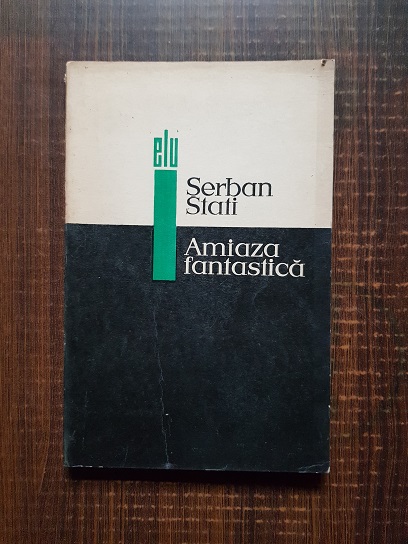 elu
Serban
Stati
Amiaza
fantastică